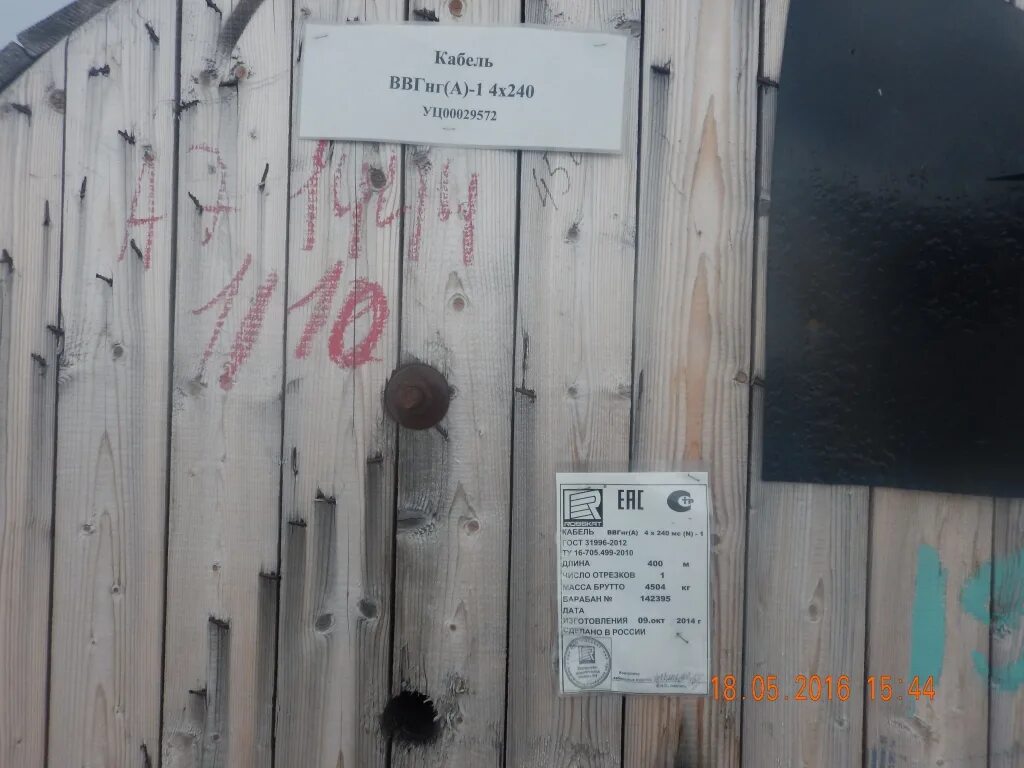 Кабель
ВВГнг(А)-1 4х240
УЦ00029572
11 10
ROSSKAT
ЕАС
КАБЕЛЬ ВВГнг(А) 4 х 240 мс (N) - 1
ГОСТ 31996-2012
ТУ 16-705.499-2010
ДЛИНА 400 м
ЧИСЛО ОТРЕЗКОВ 1
МАССА БРУТТО 4504 кг
БАРАБАН № 142395
ДАТА
ИЗГОТОВЛЕНИЯ 09.окт 2014 г
СДЕЛАНО В РОССИИ
18.05.2016 15:44